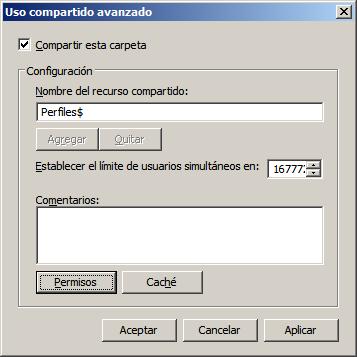 Uso compartido avanzado
Compartir esta carpeta
Configuración
Nombre del recurso compartido:
Perfiles$
Agregar Quitar
Establecer el límite de usuarios simultáneos en:
Comentarios:
Permisos Caché
Aceptar Cancelar Aplicar